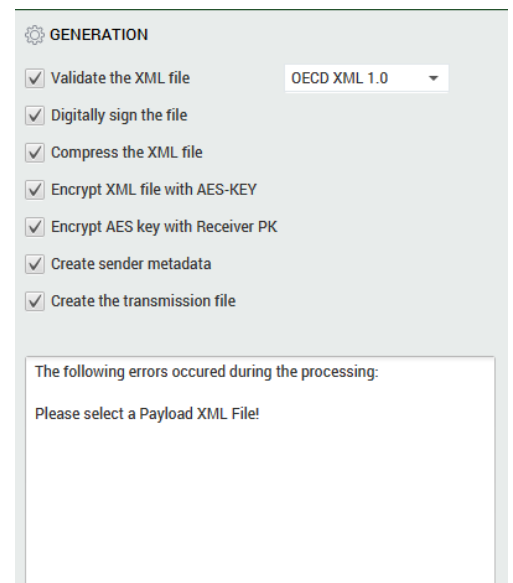 GENERATION
Validate the XML file OECD XML 1.0
Digitally sign the file
Compress the XML file
Encrypt XML file with AES-KEY
Encrypt AES key with Receiver PK
Create sender metadata
Create the transmission file
The following errors occured during the processing:
Please select a Payload XML File!